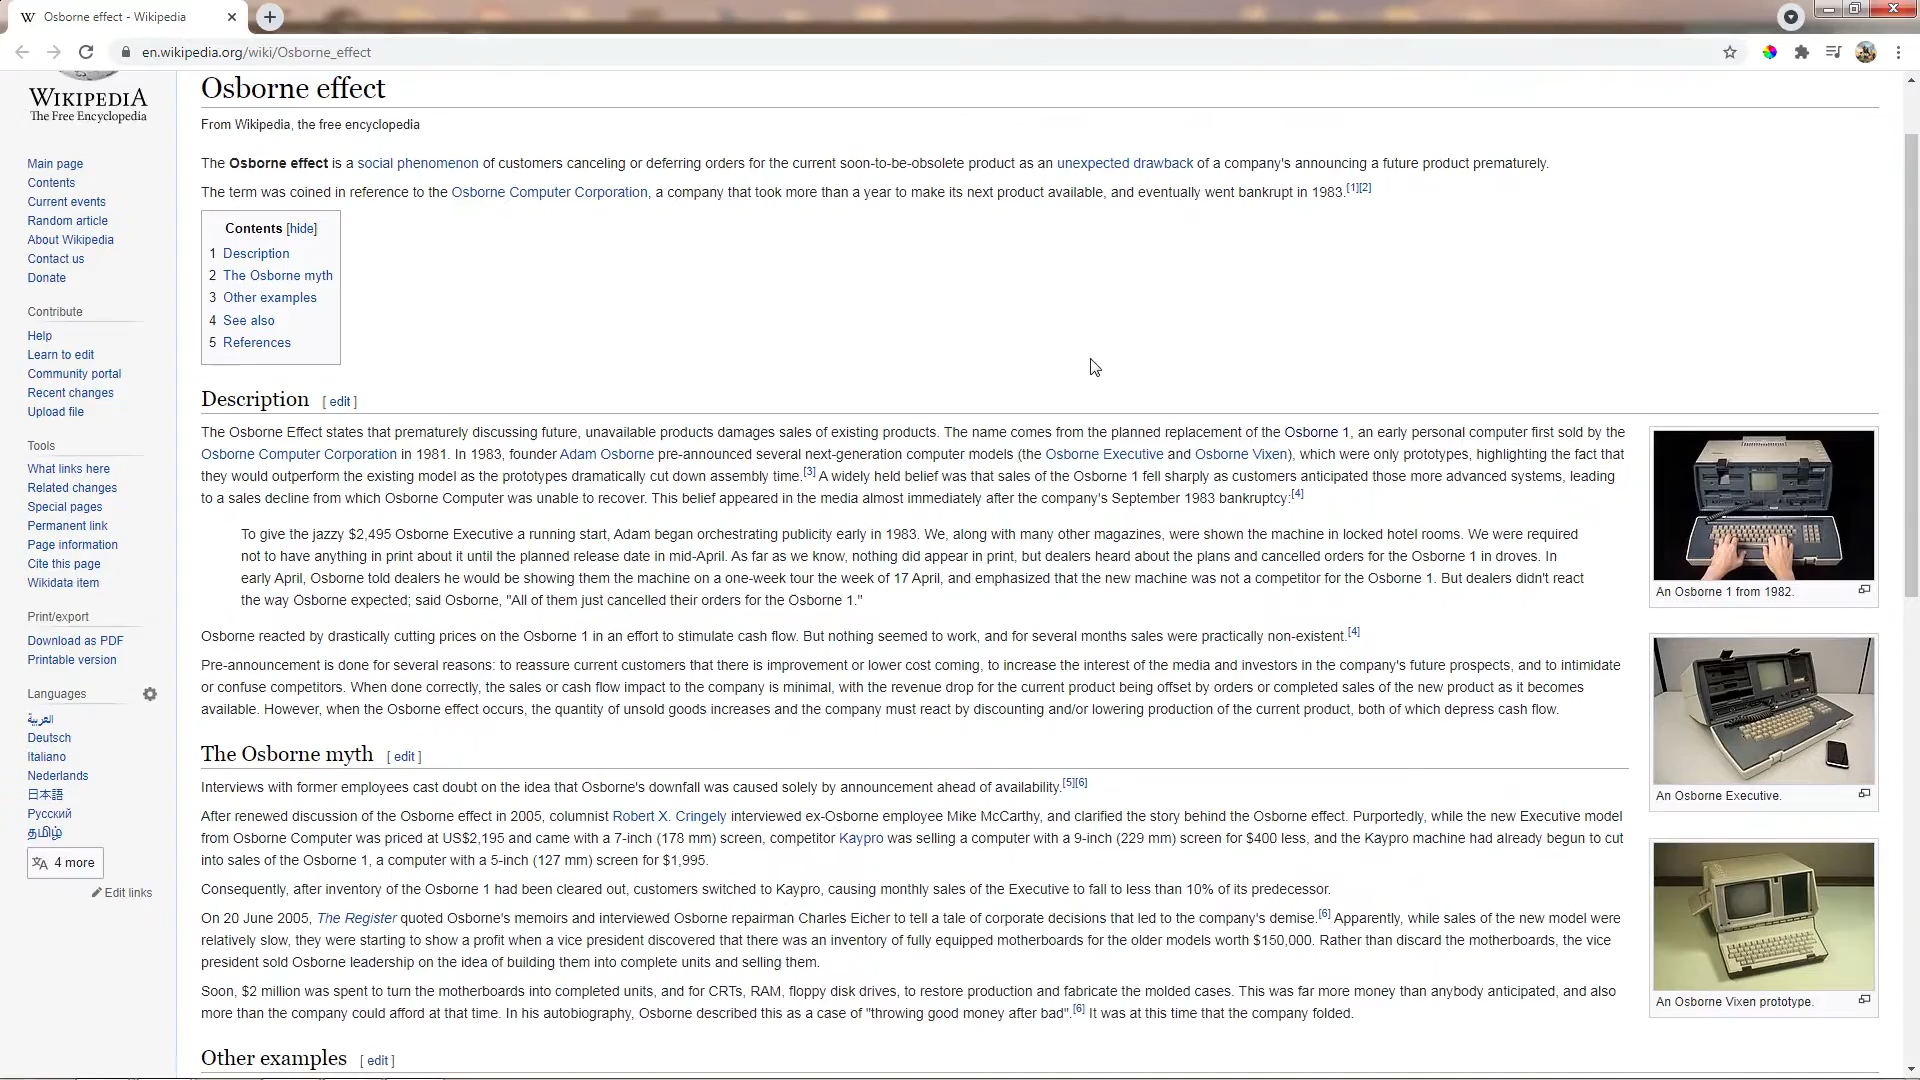 Osborne effect - Wikipedia
en.wikipedia.org/wiki/Osborne_effect
WIKIPEDIA
The Free Encyclopedia
Main page
Contents
Current events
Random article
About Wikipedia
Contact us
Donate
Contribute
Help
Learn to edit
Community portal
Recent changes
Upload file
Tools
What links here
Related changes
Special pages
Permanent link
Page information
Cite this page
Wikidata item
Print/export
Download as PDF
Printable version
Languages
العربية
Deutsch
Italiano
Nederlands
日本語
Русский
தமிழ்
4 more
Edit links
Osborne effect
From Wikipedia, the free encyclopedia
The Osborne effect is a social phenomenon of customers canceling or deferring orders for the current soon-to-be-obsolete product as an unexpected drawback of a company's announcing a future product prematurely.
The term was coined in reference to the Osborne Computer Corporation, a company that took more than a year to make its next product available, and eventually went bankrupt in 1983.[1][2]
Contents [hide]
1 Description
2 The Osborne myth
3 Other examples
4 See also
5 References
Description [ edit ]
The Osborne Effect states that prematurely discussing future, unavailable products damages sales of existing products. The name comes from the planned replacement of the Osborne 1, an early personal computer first sold by the
Osborne Computer Corporation in 1981. In 1983, founder Adam Osborne pre-announced several next-generation computer models (the Osborne Executive and Osborne Vixen), which were only prototypes, highlighting the fact that
they would outperform the existing model as the prototypes dramatically cut down assembly time.[3] A widely held belief was that sales of the Osborne 1 fell sharply as customers anticipated those more advanced systems, leading
to a sales decline from which Osborne Computer was unable to recover. This belief appeared in the media almost immediately after the company's September 1983 bankruptcy:[4]
To give the jazzy $2,495 Osborne Executive a running start, Adam began orchestrating publicity early in 1983. We, along with many other magazines, were shown the machine in locked hotel rooms. We were required
not to have anything in print about it until the planned release date in mid-April. As far as we know, nothing did appear in print, but dealers heard about the plans and cancelled orders for the Osborne 1 in droves. In
early April, Osborne told dealers he would be showing them the machine on a one-week tour the week of 17 April, and emphasized that the new machine was not a competitor for the Osborne 1. But dealers didn't react
the way Osborne expected; said Osborne, "All of them just cancelled their orders for the Osborne 1."
Osborne reacted by drastically cutting prices on the Osborne 1 in an effort to stimulate cash flow. But nothing seemed to work, and for several months sales were practically non-existent.[4]
Pre-announcement is done for several reasons: to reassure current customers that there is improvement or lower cost coming, to increase the interest of the media and investors in the company's future prospects, and to intimidate
or confuse competitors. When done correctly, the sales or cash flow impact to the company is minimal, with the revenue drop for the current product being offset by orders or completed sales of the new product as it becomes
available. However, when the Osborne effect occurs, the quantity of unsold goods increases and the company must react by discounting and/or lowering production of the current product, both of which depress cash flow.
An Osborne 1 from 1982.
An Osborne Executive.
An Osborne Vixen prototype.
The Osborne myth [ edit ]
Interviews with former employees cast doubt on the idea that Osborne's downfall was caused solely by announcement ahead of availability.[5][6]
After renewed discussion of the Osborne effect in 2005, columnist Robert X. Cringely interviewed ex-Osborne employee Mike McCarthy, and clarified the story behind the Osborne effect. Purportedly, while the new Executive model
from Osborne Computer was priced at US$2,195 and came with a 7-inch (178 mm) screen, competitor Kaypro was selling a computer with a 9-inch (229 mm) screen for $400 less, and the Kaypro machine had already begun to cut
into sales of the Osborne 1, a computer with a 5-inch (127 mm) screen for $1,995.
Consequently, after inventory of the Osborne 1 had been cleared out, customers switched to Kaypro, causing monthly sales of the Executive to fall to less than 10% of its predecessor.
On 20 June 2005, The Register quoted Osborne's memoirs and interviewed Osborne repairman Charles Eicher to tell a tale of corporate decisions that led to the company's demise.[6] Apparently, while sales of the new model were
relatively slow, they were starting to show a profit when a vice president discovered that there was an inventory of fully equipped motherboards for the older models worth $150,000. Rather than discard the motherboards, the vice
president sold Osborne leadership on the idea of building them into complete units and selling them.
Soon, $2 million was spent to turn the motherboards into completed units, and for CRTs, RAM, floppy disk drives, to restore production and fabricate the molded cases. This was far more money than anybody anticipated, and also
more than the company could afford at that time. In his autobiography, Osborne described this as a case of "throwing good money after bad".[6] It was at this time that the company folded.
Other examples [ edit ]